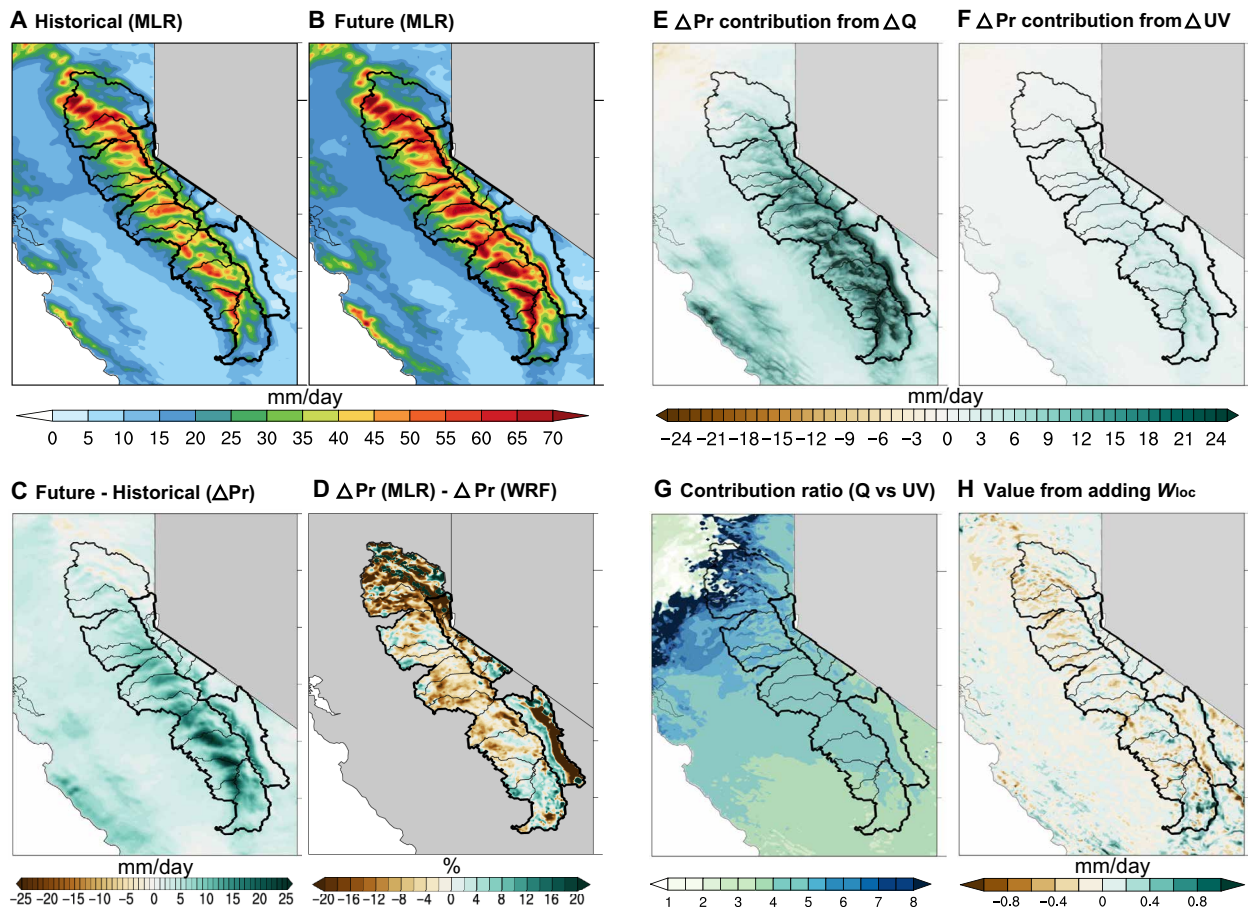 A Historical (MLR)
B Future (MLR)
mm/day
0 5 10 15 20 25 30 35 40 45 50 55 60 65 70
C Future - Historical (△Pr)
D △Pr (MLR) - △Pr (WRF)
mm/day
−25 −20 −15 −10 −5 0 5 10 15 20 25
%
−20 −16 −12 −8 −4 0 4 8 12 16 20
E △Pr contribution from △Q
F △Pr contribution from △UV
mm/day
−24 −21 −18 −15 −12 −9 −6 −3 0 3 6 9 12 15 18 21 24
G Contribution ratio (Q vs UV)
H Value from adding Wloc
1 2 3 4 5 6 7 8
mm/day
−0.8 −0.4 0 0.4 0.8